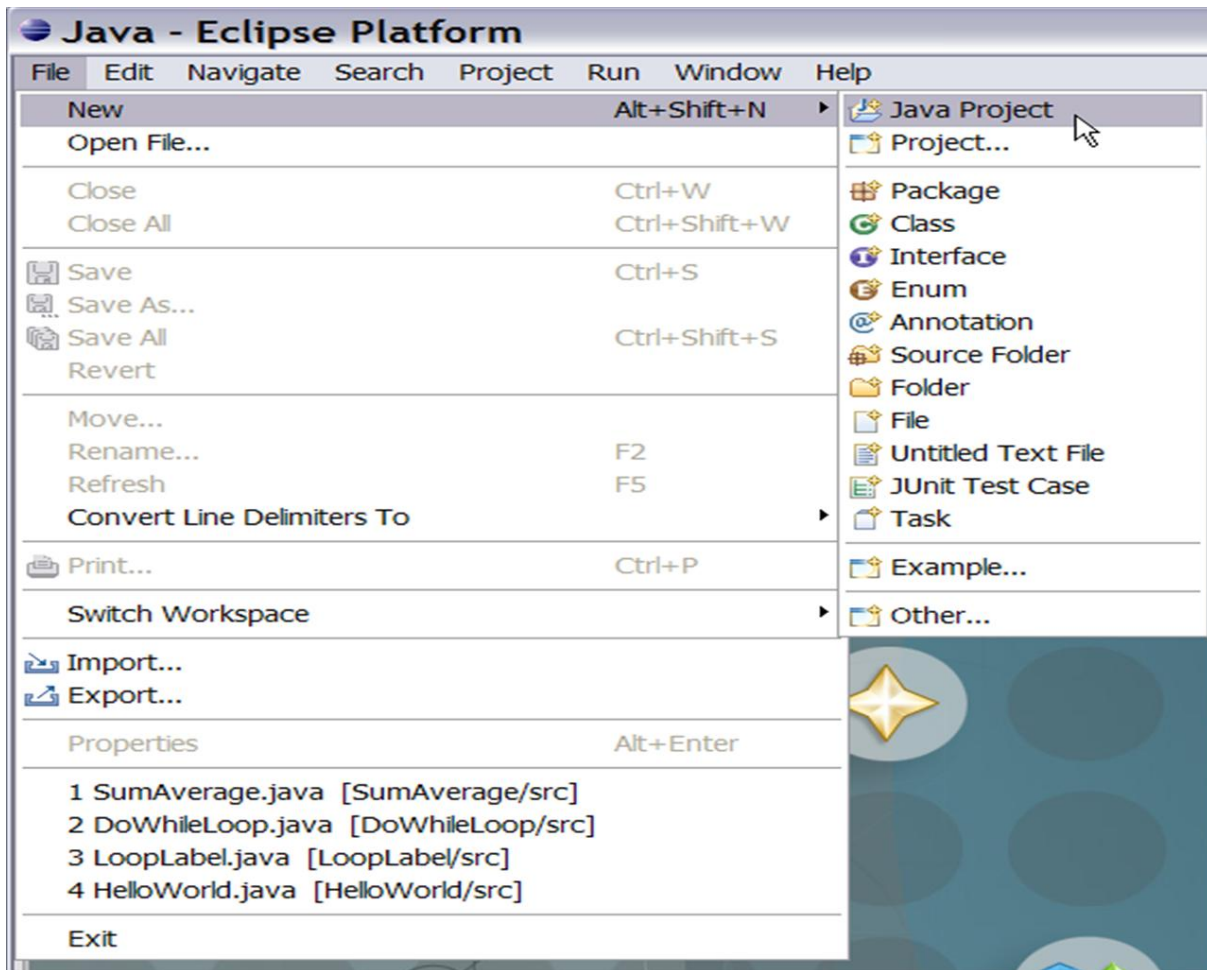 Java - Eclipse Platform
File Edit Navigate Search Project Run Window Help
New Alt+Shift+N
Open File...
Close Ctrl+W
Close All Ctrl+Shift+W
Save Ctrl+S
Save As...
Save All Ctrl+Shift+S
Revert
Move...
Rename... F2
Refresh F5
Convert Line Delimiters To
Print... Ctrl+P
Switch Workspace
Import...
Export...
Properties Alt+Enter
1 SumAverage.java [SumAverage/src]
2 DoWhileLoop.java [DoWhileLoop/src]
3 LoopLabel.java [LoopLabel/src]
4 HelloWorld.java [HelloWorld/src]
Exit
Java Project
Project...
Package
Class
Interface
Enum
Annotation
Source Folder
Folder
File
Untitled Text File
JUnit Test Case
Task
Example...
Other...